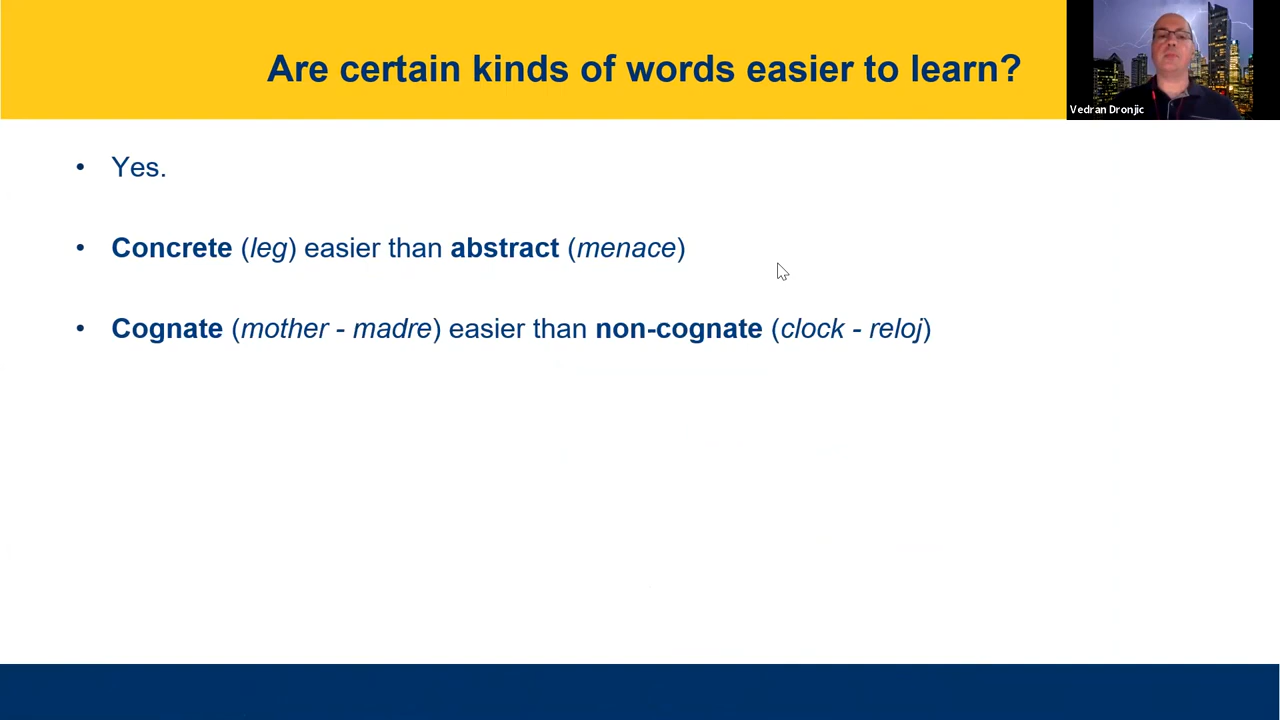 Are certain kinds of words easier to learn?
Vedran Dronjic
• Yes.
• Concrete (leg) easier than abstract (menace)
• Cognate (mother - madre) easier than non-cognate (clock - reloj)